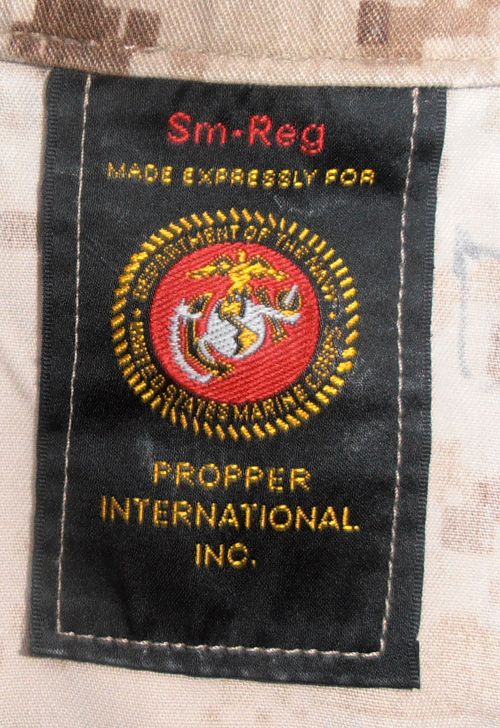 Sm-Reg
MADE EXPRESSLY FOR
DEPARTMENT OF THE NAVY
UNITED STATES MARINE CORPS
PROPPER
INTERNATIONAL
INC.